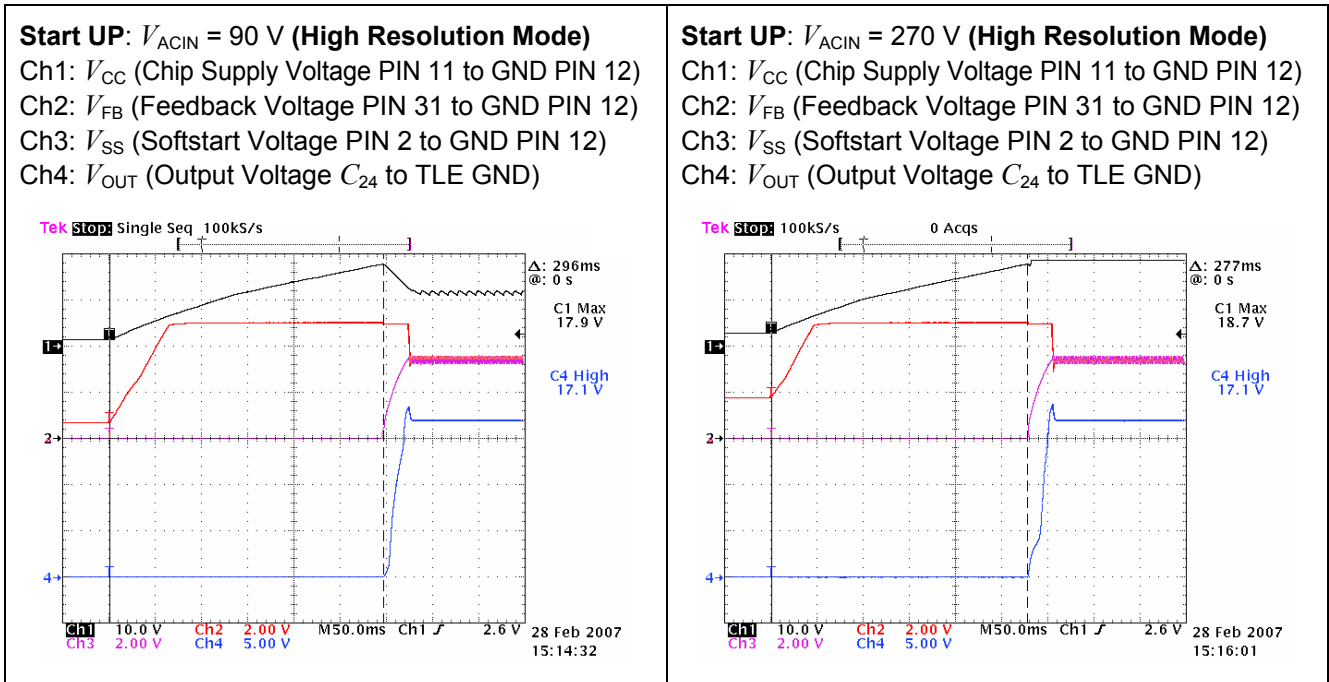 Start UP: VACIN = 90 V (High Resolution Mode)
Ch1: VCC (Chip Supply Voltage PIN 11 to GND PIN 12)
Ch2: VFB (Feedback Voltage PIN 31 to GND PIN 12)
Ch3: VSS (Softstart Voltage PIN 2 to GND PIN 12)
Ch4: VOUT (Output Voltage C24 to TLE GND)
Tek Stop: Single Seq 100kS/s
Δ: 296ms
@: 0 s
C1 Max
17.9 V
T
1→
C4 High
17.1 V
2→
4→
Ch1 10.0 V Ch2 2.00 V M50.0ms Ch1 ƒ 2.6 V
Ch3 2.00 V Ch4 5.00 V
28 Feb 2007
15:14:32
Start UP: VACIN = 270 V (High Resolution Mode)
Ch1: VCC (Chip Supply Voltage PIN 11 to GND PIN 12)
Ch2: VFB (Feedback Voltage PIN 31 to GND PIN 12)
Ch3: VSS (Softstart Voltage PIN 2 to GND PIN 12)
Ch4: VOUT (Output Voltage C24 to TLE GND)
Tek Stop: 100kS/s 0 Acqs
Δ: 277ms
@: 0 s
C1 Max
18.7 V
T
1→
C4 High
17.1 V
2→
4→
Ch1 10.0 V Ch2 2.00 V M50.0ms Ch1 ƒ 2.6 V
Ch3 2.00 V Ch4 5.00 V
28 Feb 2007
15:16:01